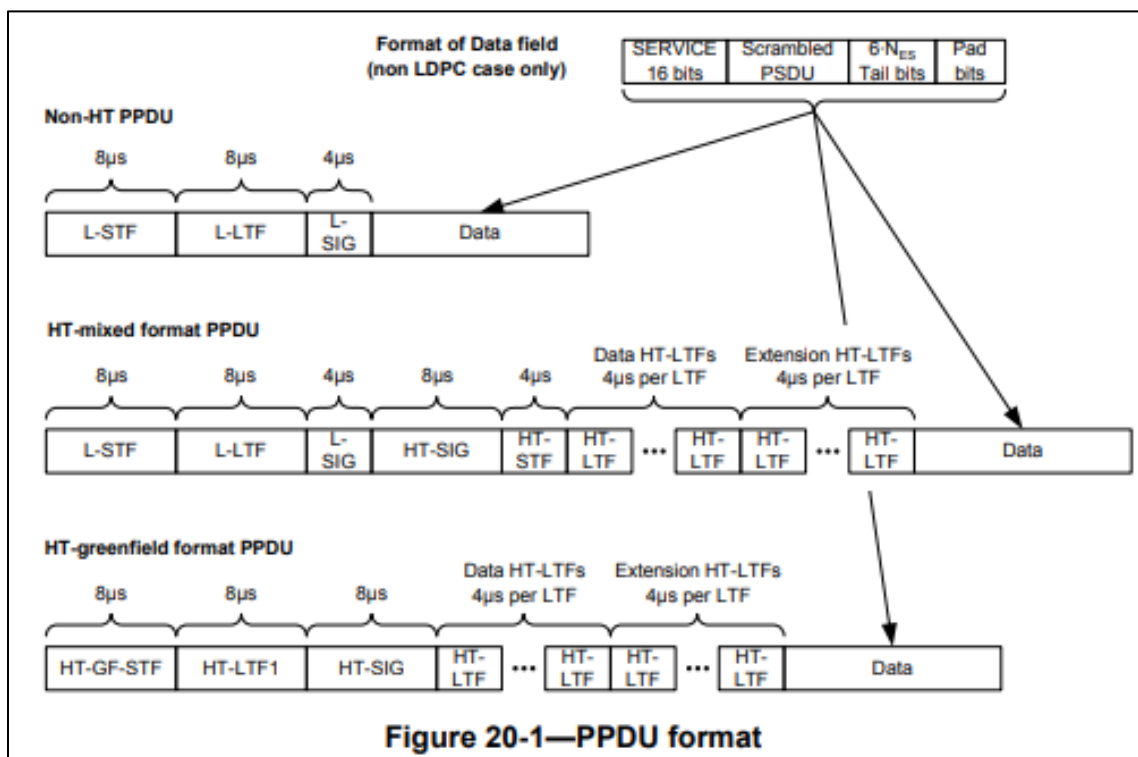 Format of Data field
(non LDPC case only)
SERVICE 16 bits
Scrambled PSDU
6·N_ES Tail bits
Pad bits
Non-HT PPDU
8µs 8µs 4µs
L-STF L-LTF L-SIG Data
HT-mixed format PPDU
Data HT-LTFs Extension HT-LTFs
8µs 8µs 4µs 8µs 4µs 4µs per LTF 4µs per LTF
L-STF L-LTF L-SIG HT-SIG HT-STF HT-LTF ••• HT-LTF HT-LTF ••• HT-LTF Data
HT-greenfield format PPDU
Data HT-LTFs Extension HT-LTFs
8µs 8µs 8µs 4µs per LTF 4µs per LTF
HT-GF-STF HT-LTF1 HT-SIG HT-LTF ••• HT-LTF HT-LTF ••• HT-LTF Data
Figure 20-1—PPDU format